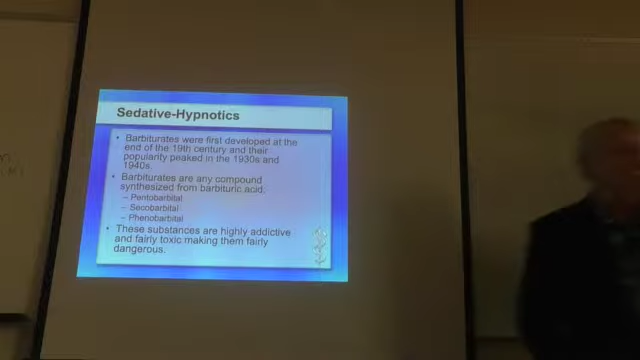 Sedative-Hypnotics
• Barbiturates were first developed at the
end of the 19th century and their
popularity peaked in the 1930s and
1940s.
• Barbiturates are any compound
synthesized from barbituric acid.
– Pentobarbital
– Secobarbital
– Phenobarbital
• These substances are highly addictive
and fairly toxic making them fairly
dangerous.